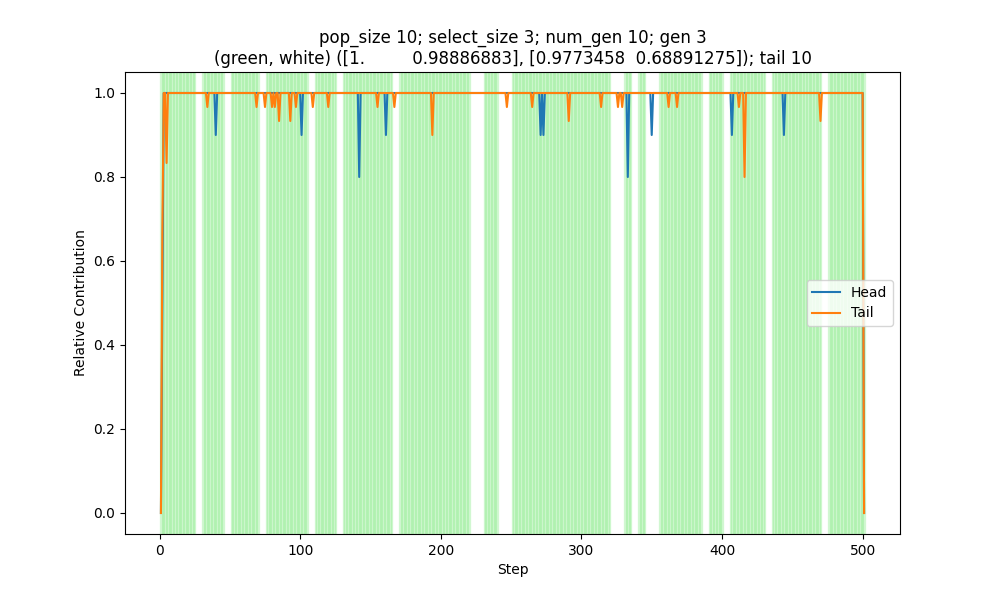 pop_size 10; select_size 3; num_gen 10; gen 3
(green, white) ([1.         0.98886883], [0.9773458  0.68891275]); tail 10
1.0
0.8
0.6
0.4
0.2
0.0
Relative Contribution
Head
Tail
0
100
200
300
400
500
Step